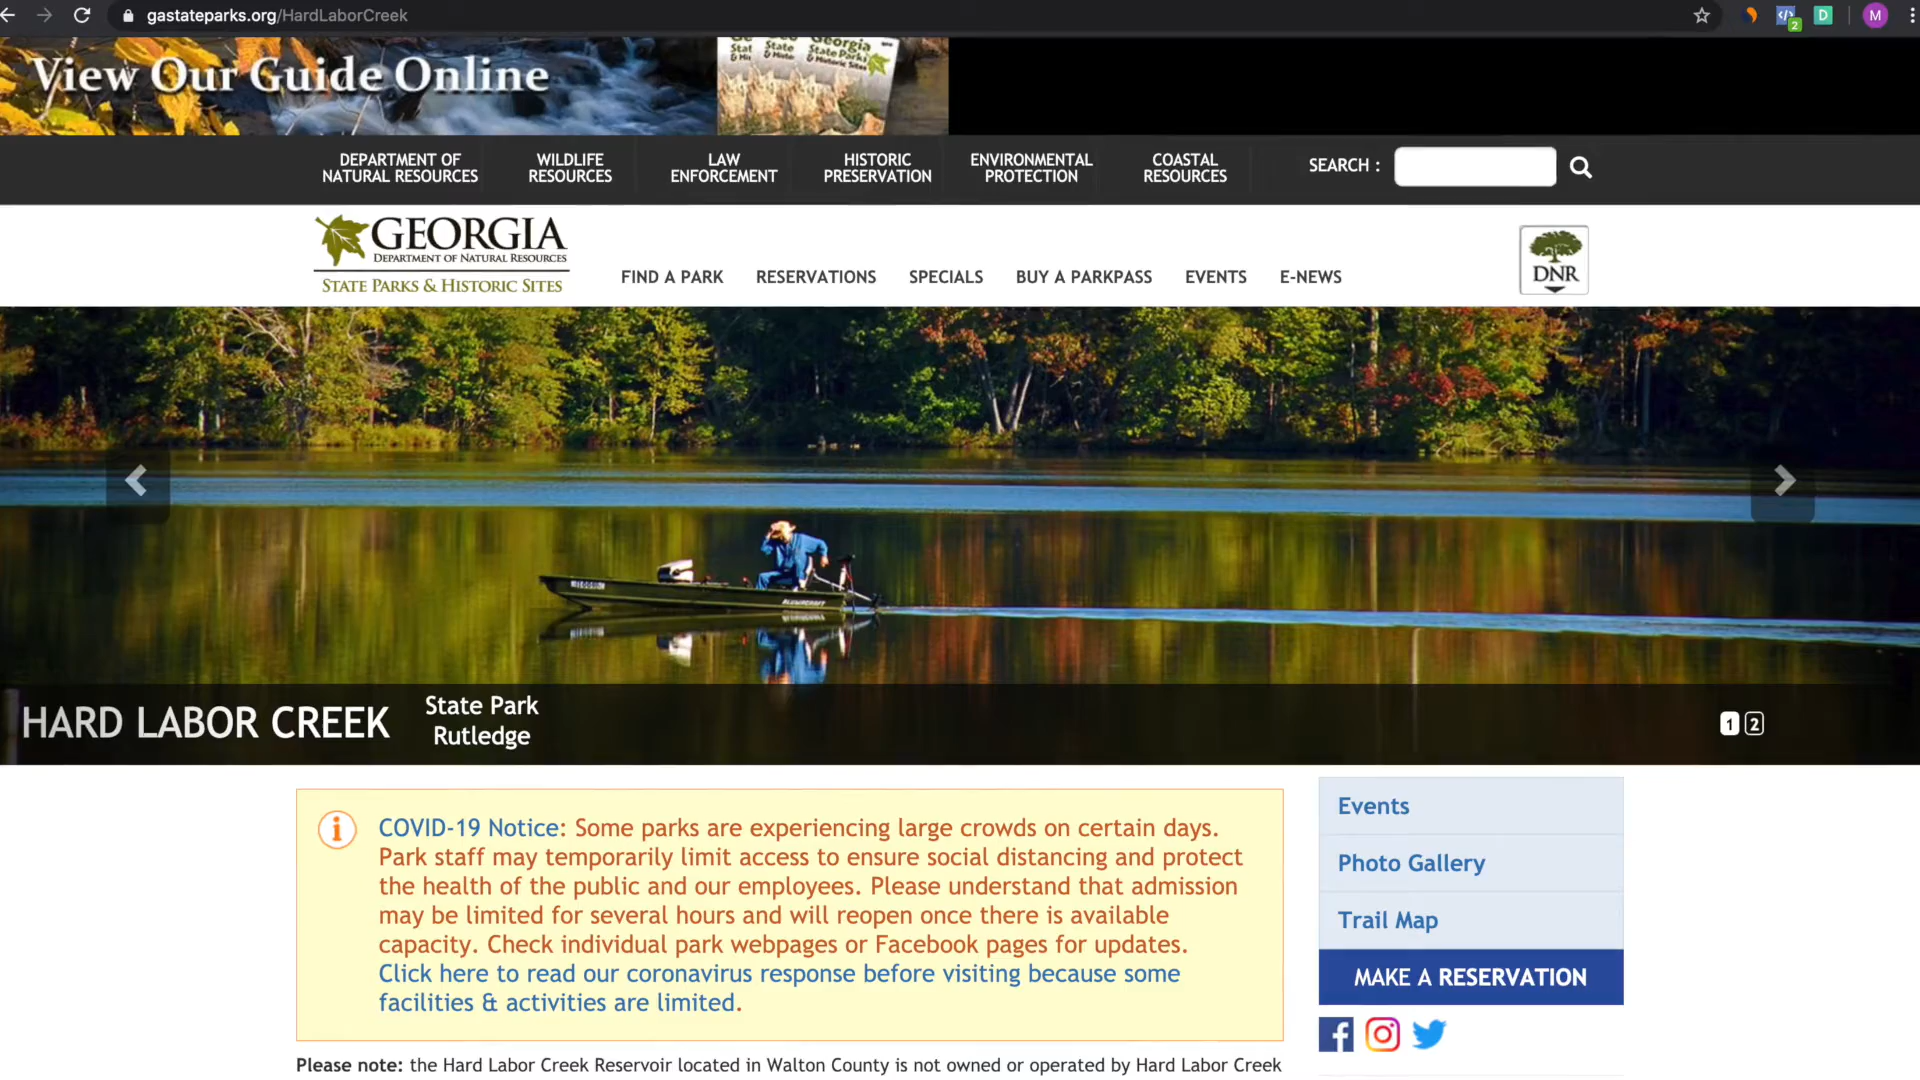 gastateparks.org/HardLaborCreek
2
D
M
View Our Guide Online
Georgia
State Parks
& Historic Sites
DEPARTMENT OF
NATURAL RESOURCES
WILDLIFE
RESOURCES
LAW
ENFORCEMENT
HISTORIC
PRESERVATION
ENVIRONMENTAL
PROTECTION
COASTAL
RESOURCES
SEARCH :
GEORGIA
DEPARTMENT OF NATURAL RESOURCES
STATE PARKS & HISTORIC SITES
FIND A PARK
RESERVATIONS
SPECIALS
BUY A PARKPASS
EVENTS
E-NEWS
DNR
HARD LABOR CREEK
State Park
Rutledge
1 2
COVID-19 Notice: Some parks are experiencing large crowds on certain days.
Park staff may temporarily limit access to ensure social distancing and protect
the health of the public and our employees. Please understand that admission
may be limited for several hours and will reopen once there is available
capacity. Check individual park webpages or Facebook pages for updates.
Click here to read our coronavirus response before visiting because some
facilities & activities are limited.
Please note: the Hard Labor Creek Reservoir located in Walton County is not owned or operated by Hard Labor Creek
Events
Photo Gallery
Trail Map
MAKE A RESERVATION